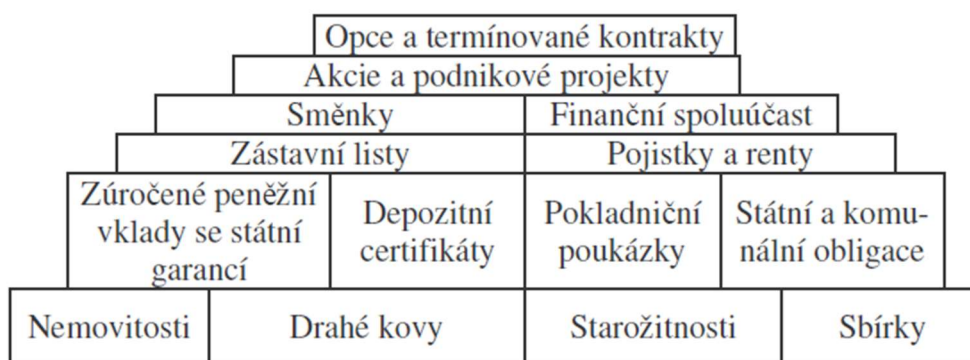 Opce a termínované kontrakty
Akcie a podnikové projekty
Směnky
Finanční spoluúčast
Zástavní listy
Pojistky a renty
Zúročené peněžní
vklady se státní
garancí
Depozitní
certifikáty
Pokladniční
poukázky
Státní a komu-
nální obligace
Nemovitosti
Drahé kovy
Starožitnosti
Sbírky